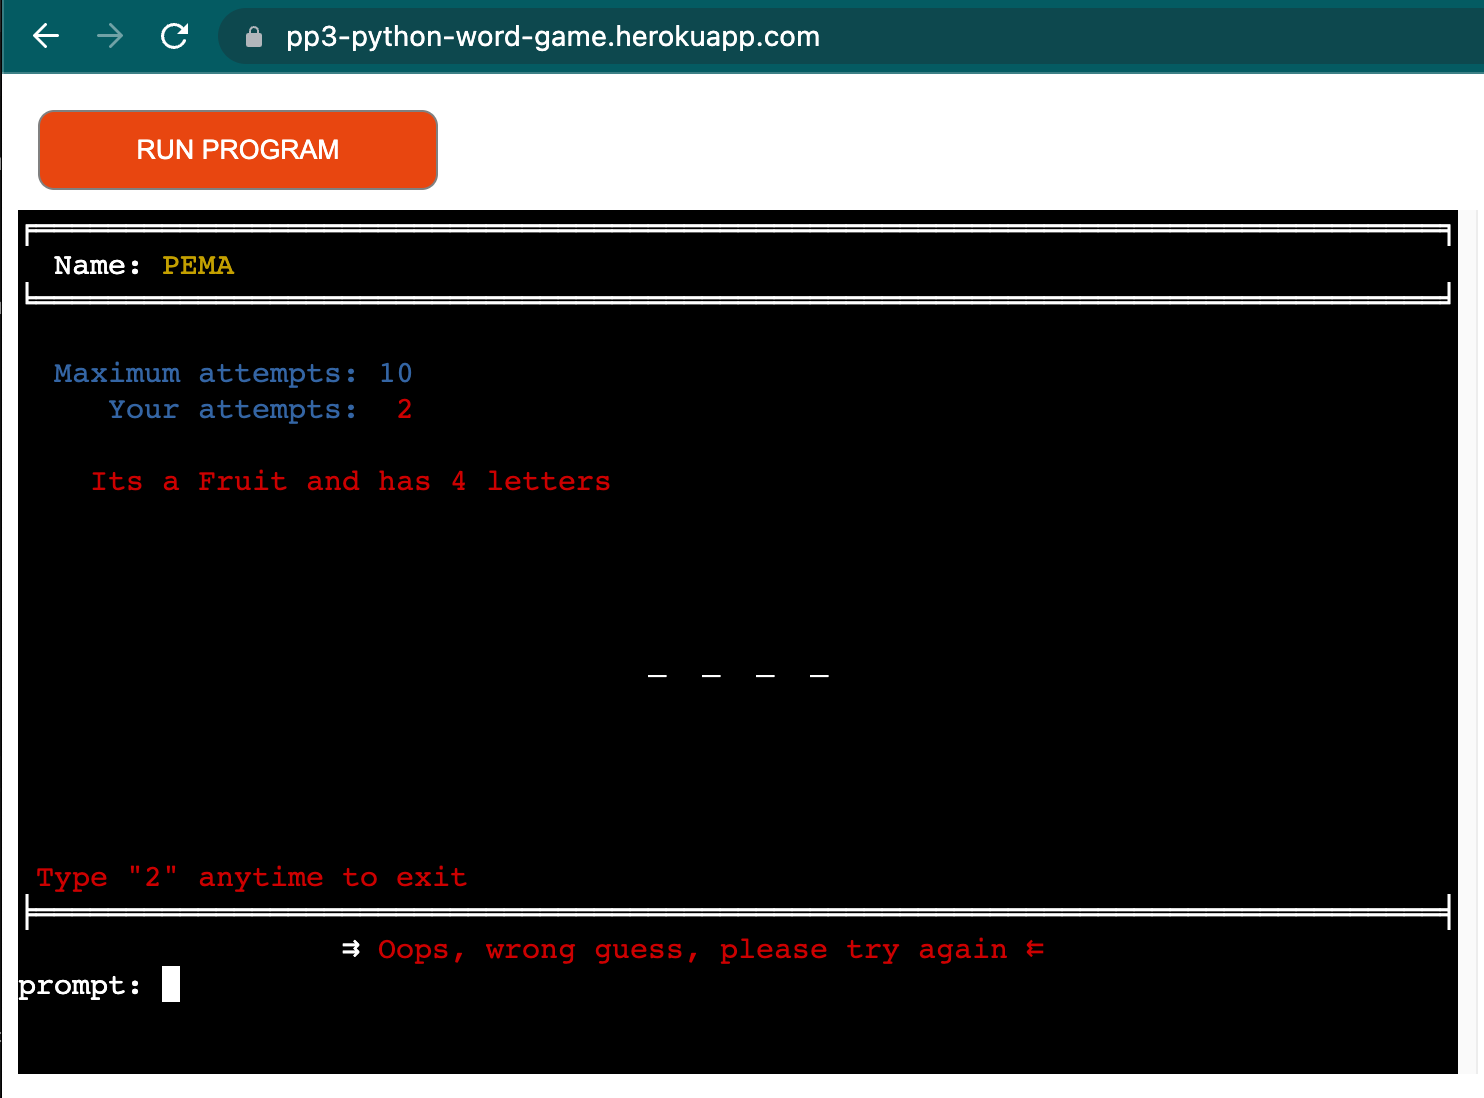 pp3-python-word-game.herokuapp.com
RUN PROGRAM
Name: PEMA
Maximum attempts: 10
Your attempts: 2
Its a Fruit and has 4 letters
_ _ _ _
Type "2" anytime to exit
⇉ Oops, wrong guess, please try again ⇇
prompt: